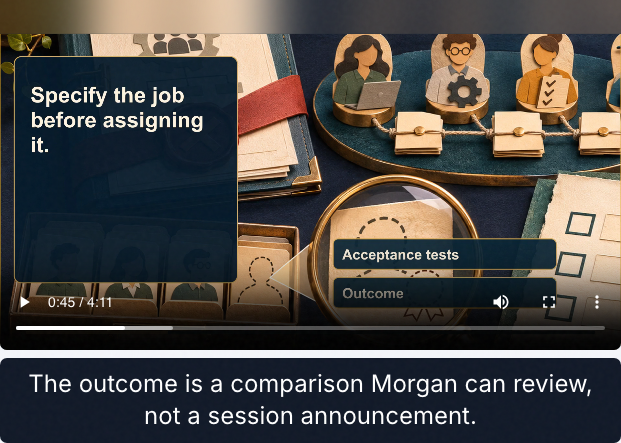 Specify the job
before assigning
it.
Acceptance tests
Outcome
0:45 / 4:11
The outcome is a comparison Morgan can review,
not a session announcement.